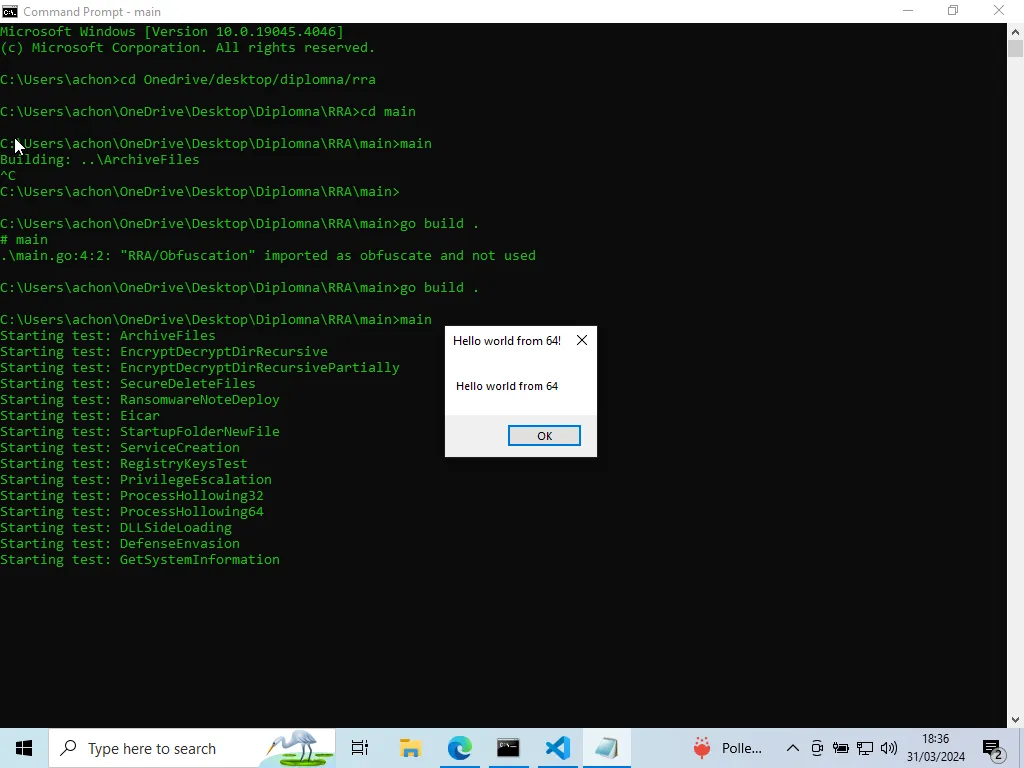 Command Prompt - main
Microsoft Windows [Version 10.0.19045.4046]
(c) Microsoft Corporation. All rights reserved.
C:\Users\achon>cd Onedrive/desktop/diplomna/rra
C:\Users\achon\OneDrive\Desktop\Diplomna\RRA>cd main
C:\Users\achon\OneDrive\Desktop\Diplomna\RRA\main>main
Building: ..\ArchiveFiles
^C
C:\Users\achon\OneDrive\Desktop\Diplomna\RRA\main>
C:\Users\achon\OneDrive\Desktop\Diplomna\RRA\main>go build .
# main
.\main.go:4:2: "RRA/Obfuscation" imported as obfuscate and not used
C:\Users\achon\OneDrive\Desktop\Diplomna\RRA\main>go build .
C:\Users\achon\OneDrive\Desktop\Diplomna\RRA\main>main
Starting test: ArchiveFiles
Starting test: EncryptDecryptDirRecursive
Starting test: EncryptDecryptDirRecursivePartially
Starting test: SecureDeleteFiles
Starting test: RansomwareNoteDeploy
Starting test: Eicar
Starting test: StartupFolderNewFile
Starting test: ServiceCreation
Starting test: RegistryKeysTest
Starting test: PrivilegeEscalation
Starting test: ProcessHollowing32
Starting test: ProcessHollowing64
Starting test: DLLSideLoading
Starting test: DefenseEnvasion
Starting test: GetSystemInformation
Hello world from 64!
Hello world from 64
OK
Type here to search
Polle...
18:36
31/03/2024
2